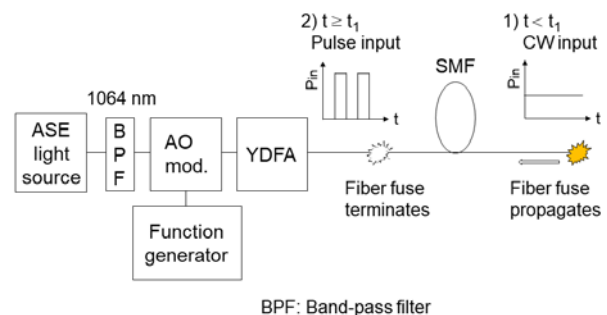 2) t ≥ t1
Pulse input
Pin
t
1) t < t1
CW input
Pin
t
SMF
1064 nm
ASE
light
source
B
P
F
AO
mod.
YDFA
Function
generator
Fiber fuse
terminates
Fiber fuse
propagates
BPF: Band-pass filter